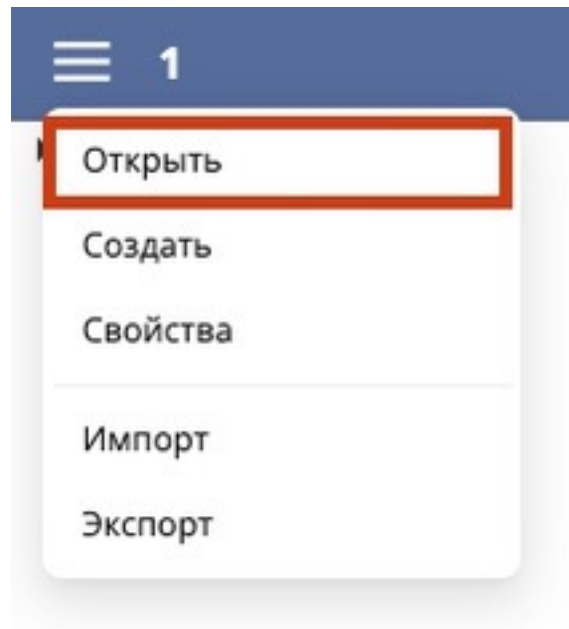 1
Открыть
Создать
Свойства
Импорт
Экспорт